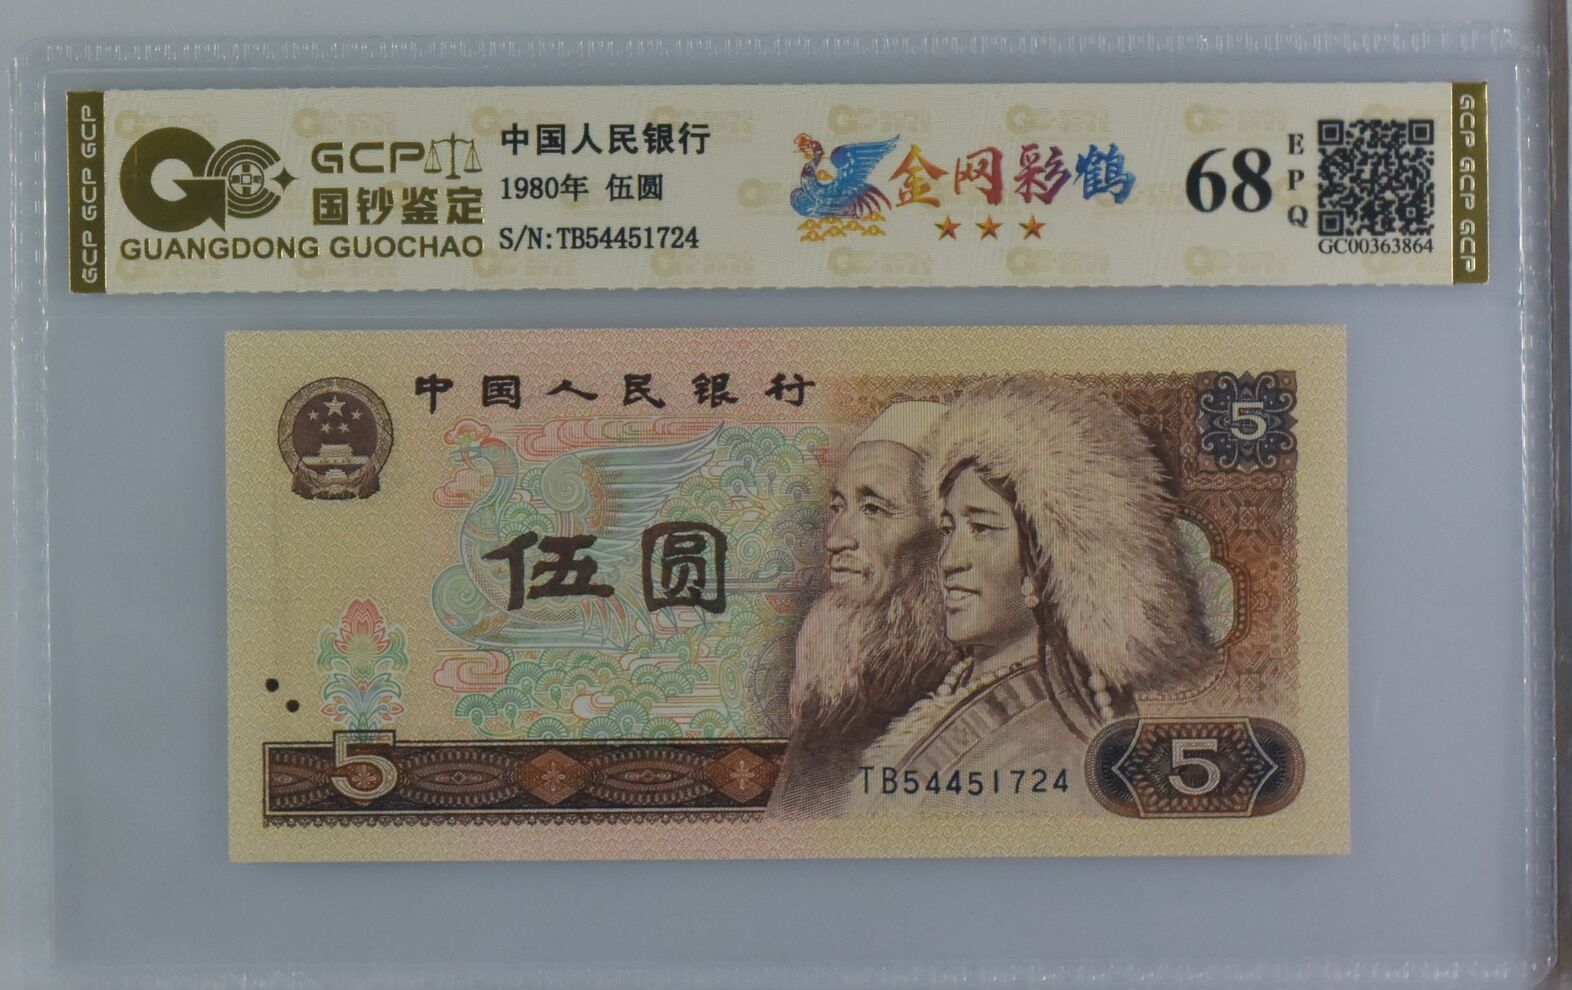 GCP GCP GCP
GC
GCP
国钞鉴定
GUANGDONG GUOCHAO
中国人民银行
1980年 伍圆
S/N:TB54451724
金网彩鹤
68
EPQ
GC00363864
GCP GCP GCP
中国人民银行
5
伍圆
5
TB54451724
5